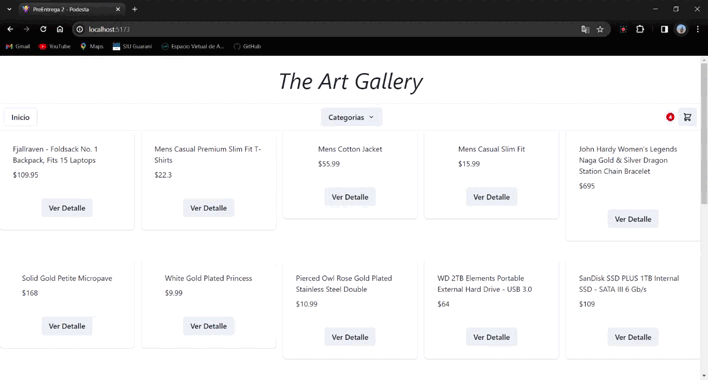 PreEntrega 2 - Podesta
localhost:5173
Gmail
YouTube
Maps
SIU Guarani
Espacio Virtual de A...
GitHub
The Art Gallery
Inicio
Categorias
4
Fjallraven - Foldsack No. 1
Backpack, Fits 15 Laptops
$109.95
Ver Detalle
Mens Casual Premium Slim Fit T-
Shirts
$22.3
Ver Detalle
Mens Cotton Jacket
$55.99
Ver Detalle
Mens Casual Slim Fit
$15.99
Ver Detalle
John Hardy Women's Legends
Naga Gold & Silver Dragon
Station Chain Bracelet
$695
Ver Detalle
Solid Gold Petite Micropave
$168
Ver Detalle
White Gold Plated Princess
$9.99
Ver Detalle
Pierced Owl Rose Gold Plated
Stainless Steel Double
$10.99
Ver Detalle
WD 2TB Elements Portable
External Hard Drive - USB 3.0
$64
Ver Detalle
SanDisk SSD PLUS 1TB Internal
SSD - SATA III 6 Gb/s
$109
Ver Detalle